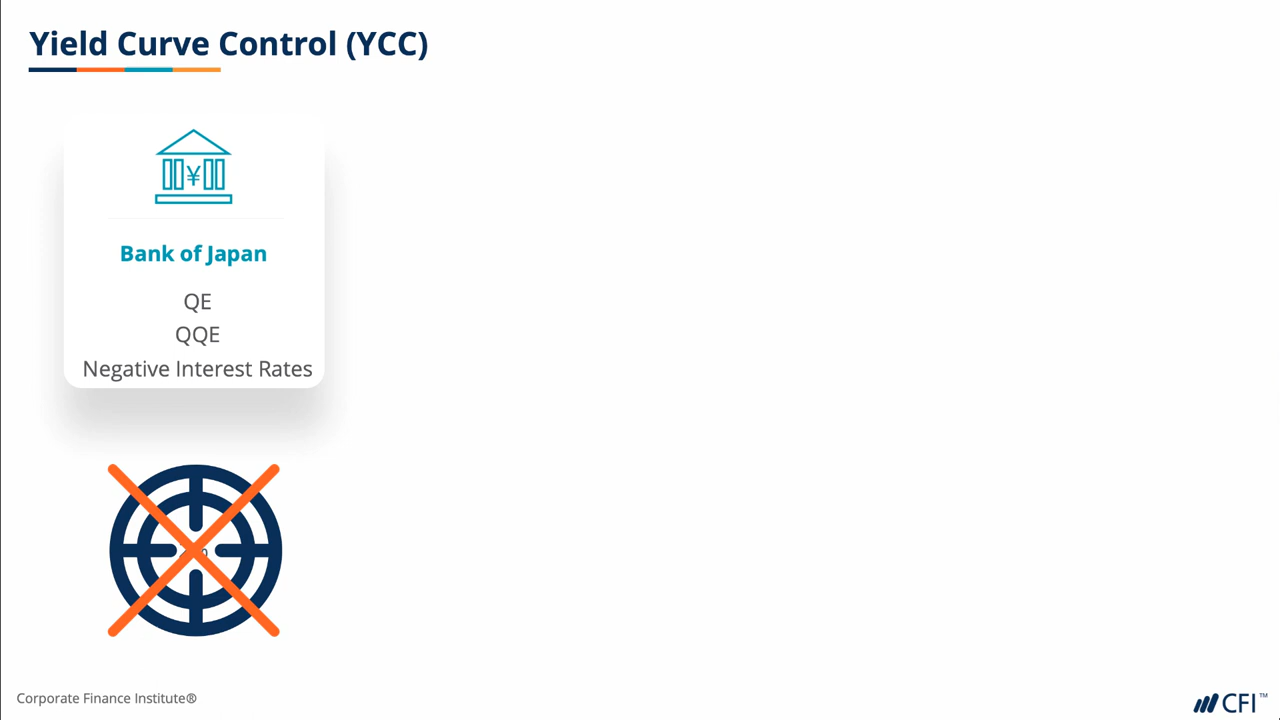 Yield Curve Control (YCC)
¥
Bank of Japan
QE
QQE
Negative Interest Rates
Corporate Finance Institute®
CFI™